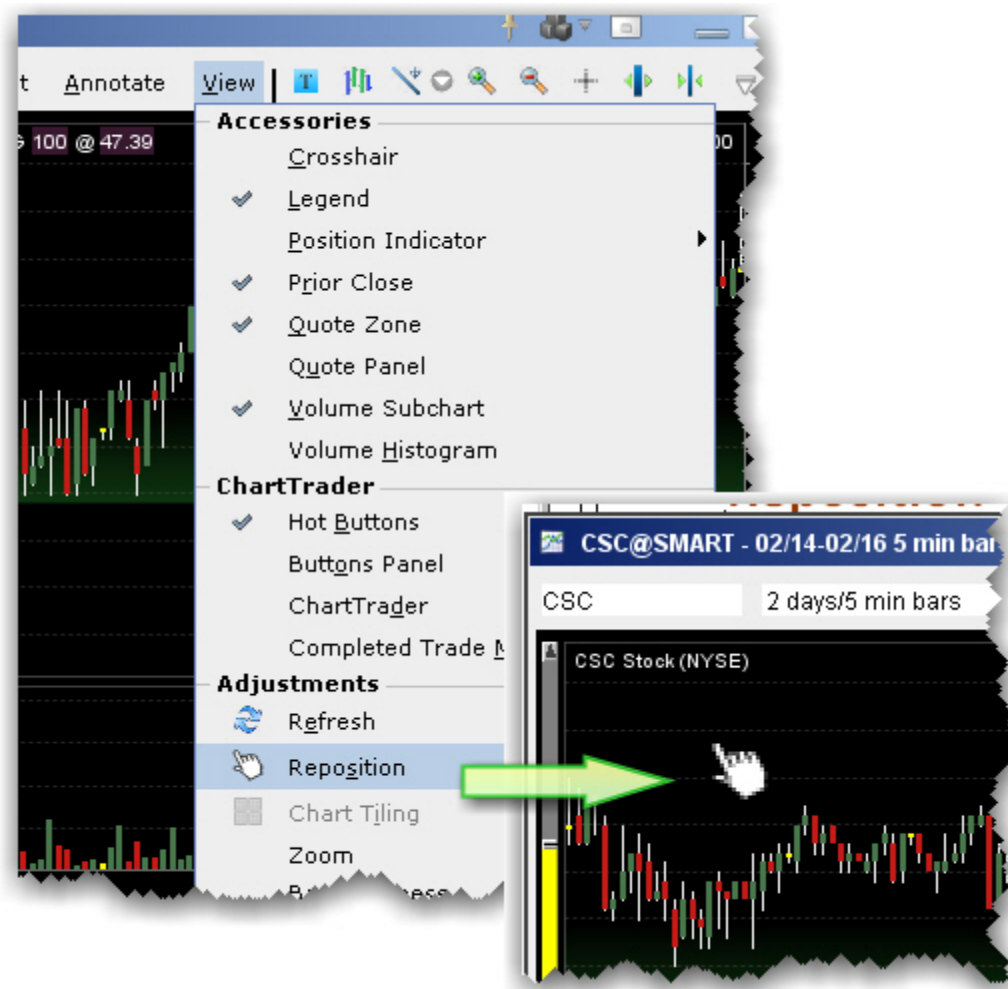 Annotate View T
100 @ 47.39
Accessories
Crosshair
Legend
Position Indicator
Prior Close
Quote Zone
Quote Panel
Volume Subchart
Volume Histogram
ChartTrader
Hot Buttons
Buttons Panel
ChartTrader
Completed Trade
Adjustments
Refresh
Reposition
Chart Tiling
Zoom
CSC@SMART - 02/14-02/16 5 min bar
CSC 2 days/5 min bars
CSC Stock (NYSE)